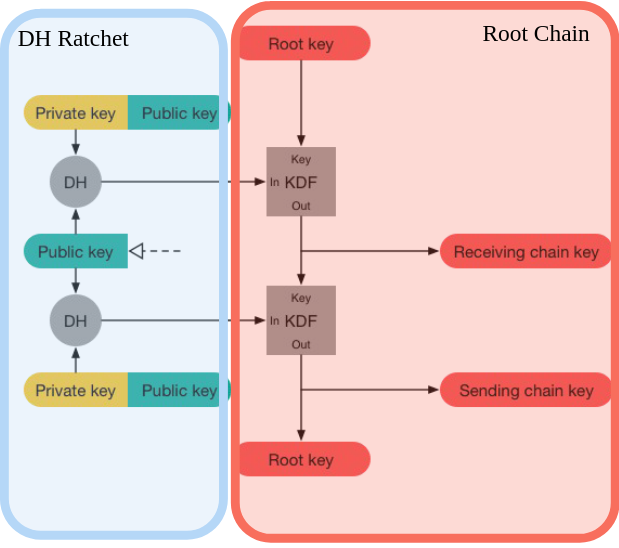 DH Ratchet
Root Chain
Root key
Private key Public key
Key
DH In KDF
Out
Public key Receiving chain key
Key
DH In KDF
Out
Private key Public key Sending chain key
Root key